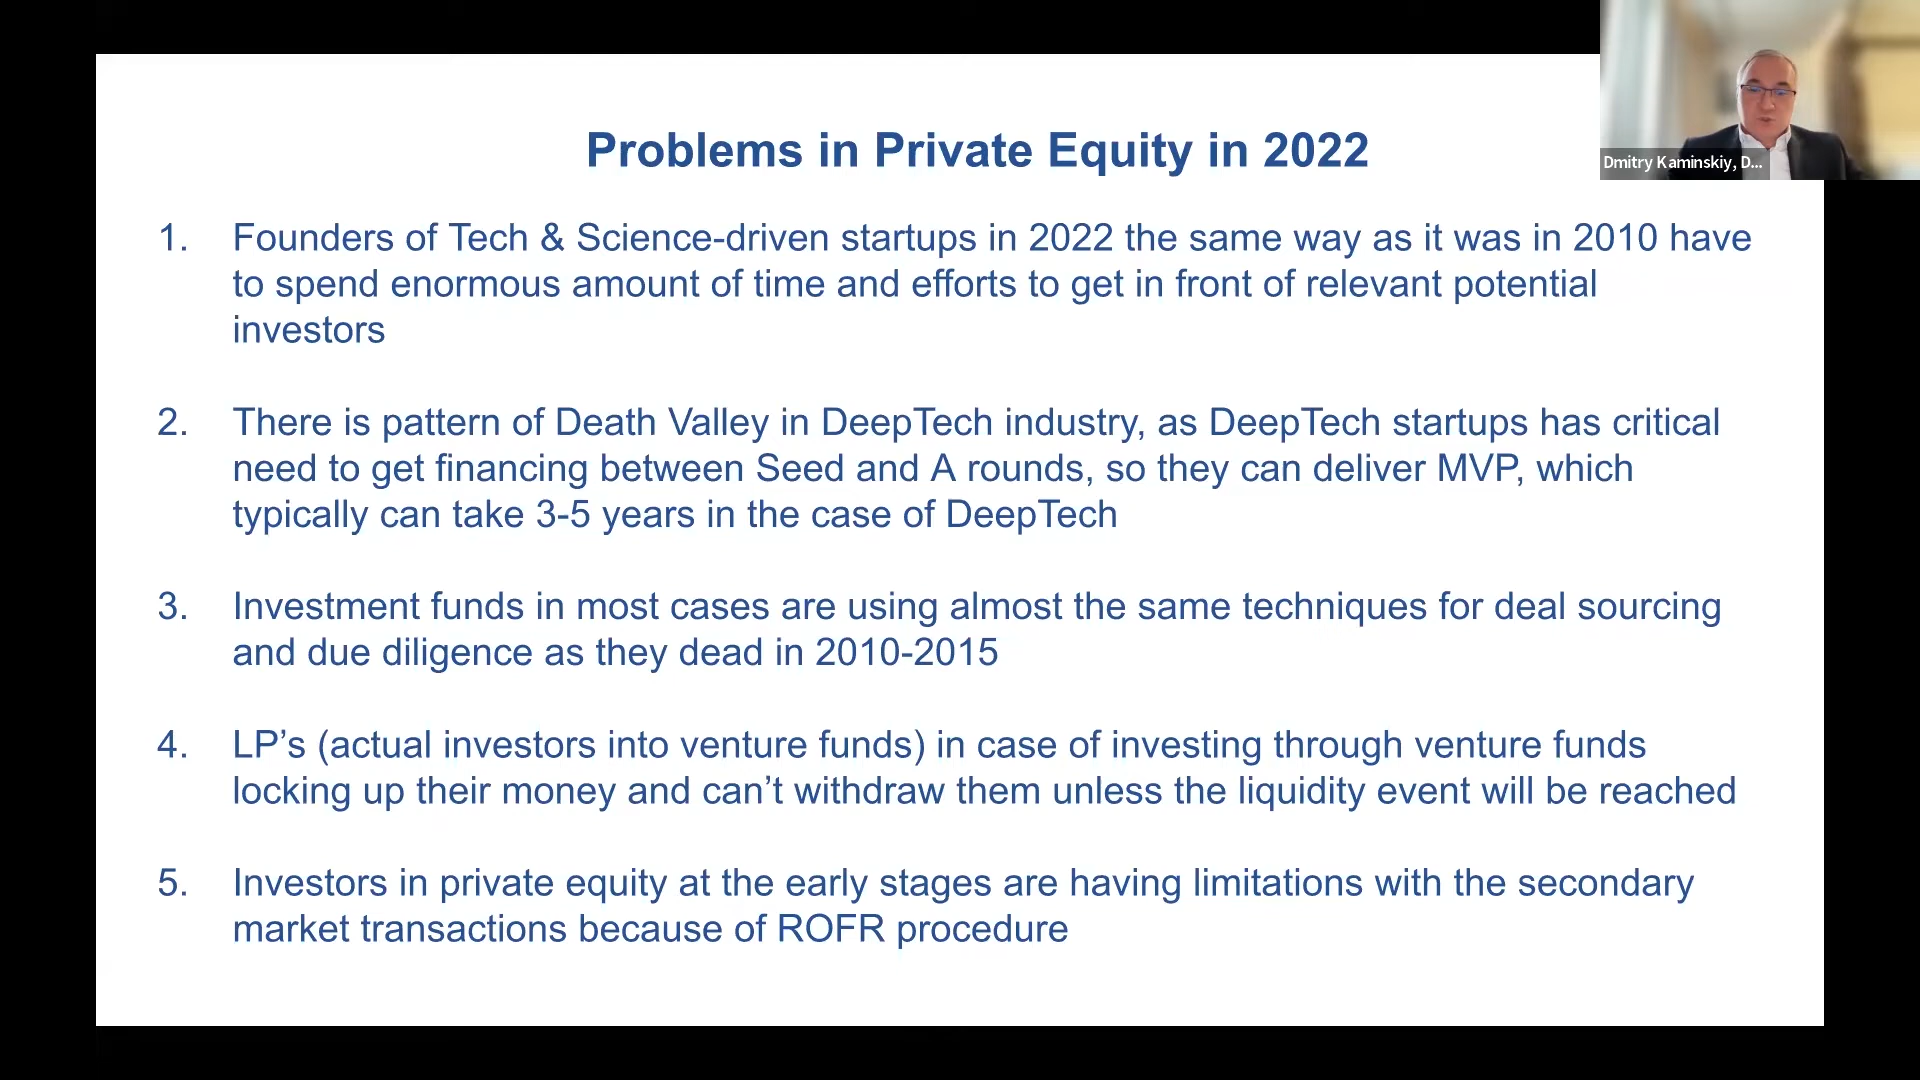 Problems in Private Equity in 2022
Dmitry Kaminskiy, D...
1. Founders of Tech & Science-driven startups in 2022 the same way as it was in 2010 have
to spend enormous amount of time and efforts to get in front of relevant potential
investors
2. There is pattern of Death Valley in DeepTech industry, as DeepTech startups has critical
need to get financing between Seed and A rounds, so they can deliver MVP, which
typically can take 3-5 years in the case of DeepTech
3. Investment funds in most cases are using almost the same techniques for deal sourcing
and due diligence as they dead in 2010-2015
4. LP’s (actual investors into venture funds) in case of investing through venture funds
locking up their money and can’t withdraw them unless the liquidity event will be reached
5. Investors in private equity at the early stages are having limitations with the secondary
market transactions because of ROFR procedure